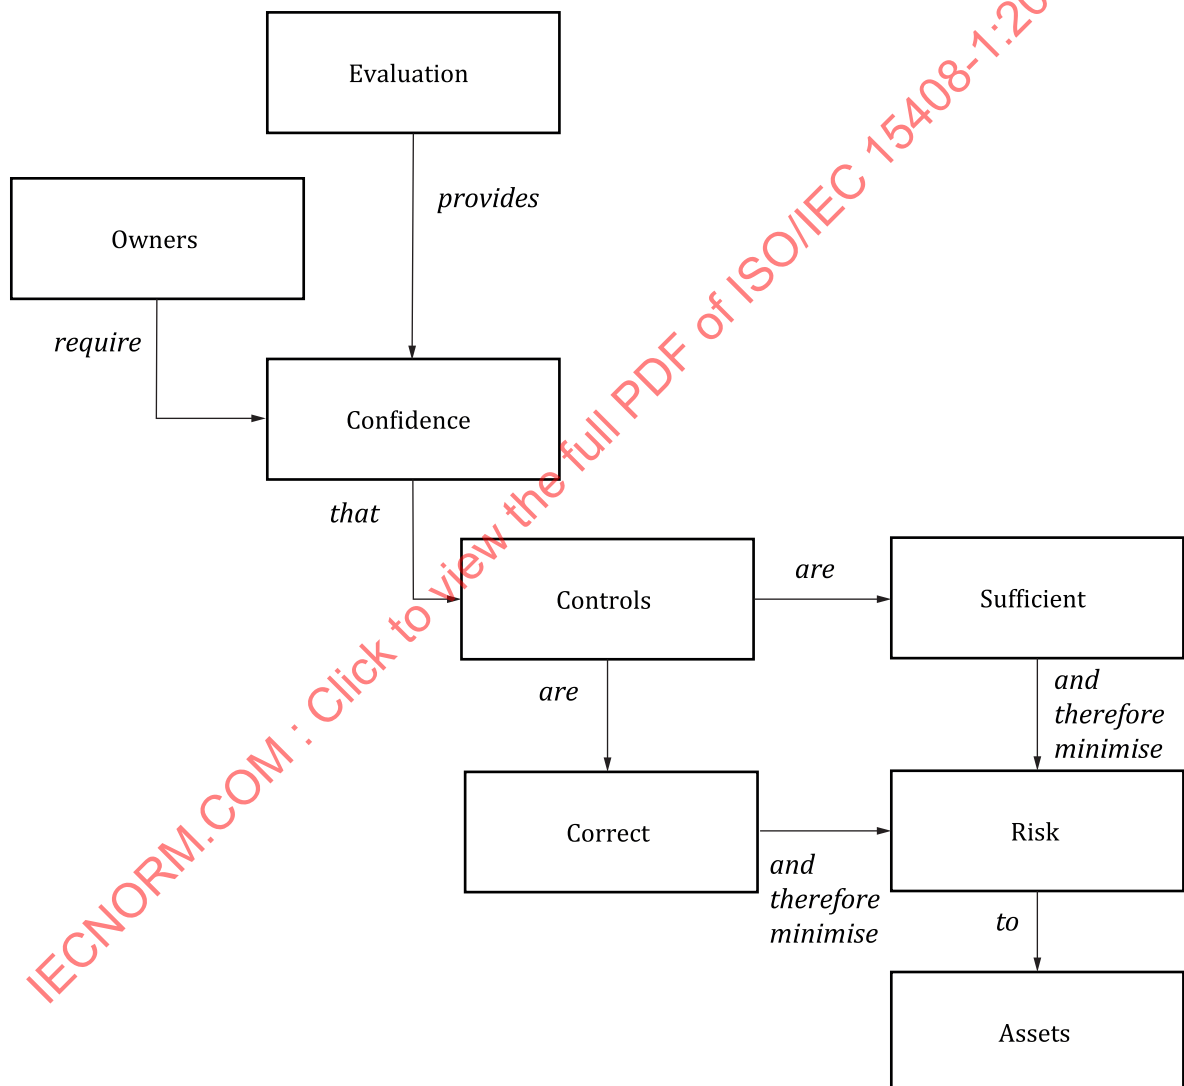 Evaluation
provides
Owners
require
Confidence
that
Controls
are
Sufficient
are
and
therefore
minimise
Correct
and
therefore
minimise
Risk
to
Assets
IECNORM.COM : Click to view the full PDF of ISO/IEC 15408-1:20